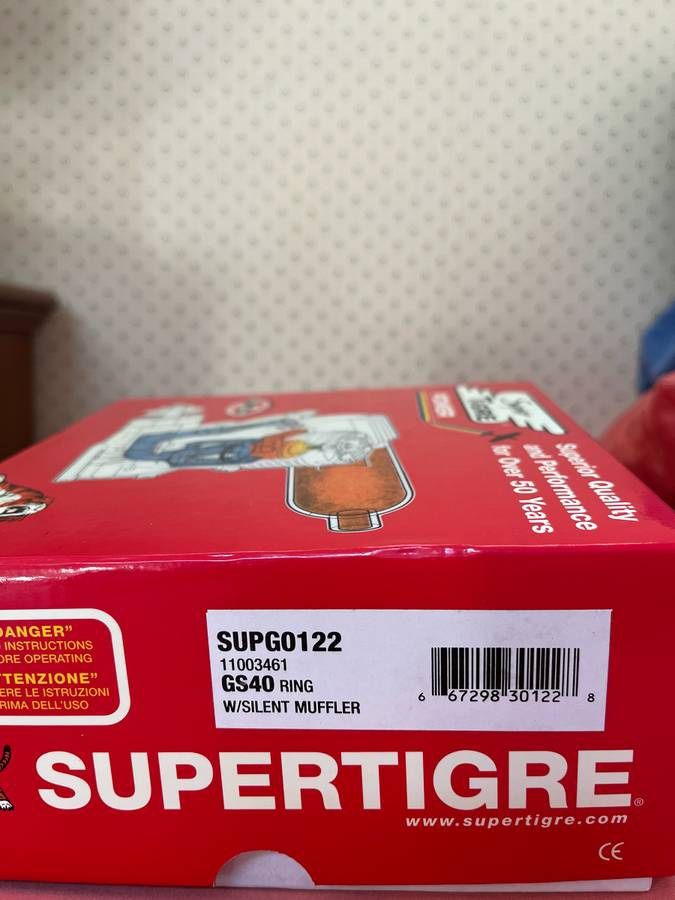 Superior Quality
and Performance
for Over 50 Years
DANGER”
INSTRUCTIONS
ORE OPERATING
TTENZIONE”
ERE LE ISTRUZIONI
RIMA DELL'USO
SUPG0122
11003461
GS40 RING
W/SILENT MUFFLER
6 67298 30122 8
SUPERTIGRE®
www.supertigre.com
CE